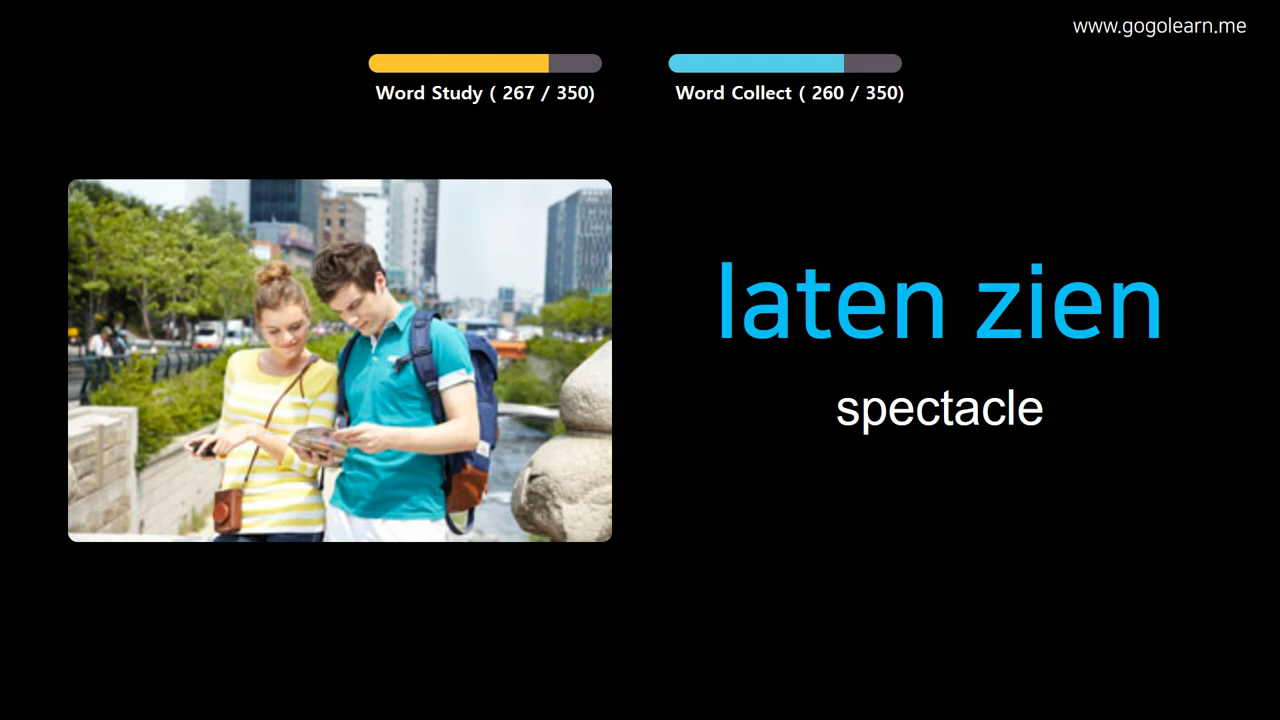 www.gogolearn.me
Word Study ( 267 / 350)
Word Collect ( 260 / 350)
laten zien
spectacle